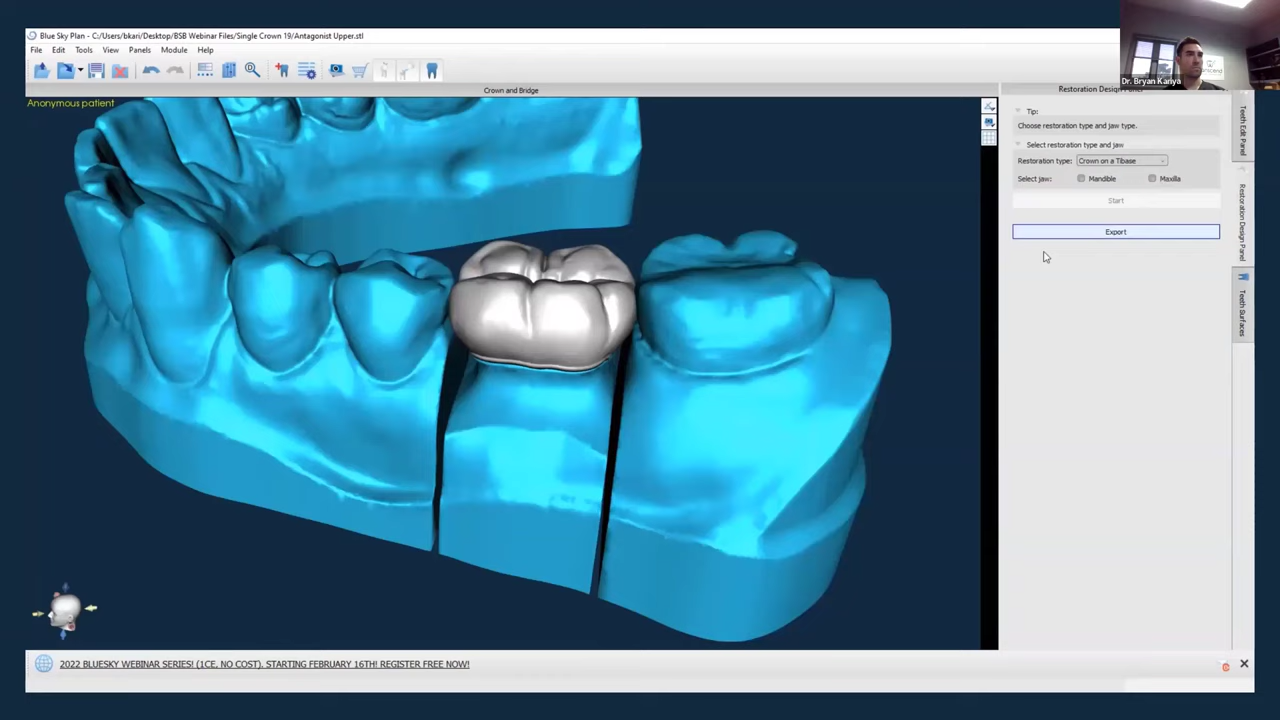 Blue Sky Plan - C:/Users/bkari/Desktop/BSB Webinar Files/Single Crown 19/Antagonist Upper.stl
File Edit Tools View Panels Module Help
Dr. Bryan Kariya
Crown and Bridge
Restoration Design Panel
Anonymous patient
Tip:
Choose restoration type and jaw type.
Select restoration type and jaw
Restoration type: Crown on a Tibase
Select jaw: Mandible Maxilla
Start
Export
Teeth Edit Panel
Restoration Design Panel
Teeth Surfaces
2022 BLUESKY WEBINAR SERIES! (1CE, NO COST), STARTING FEBRUARY 16TH! REGISTER FREE NOW!